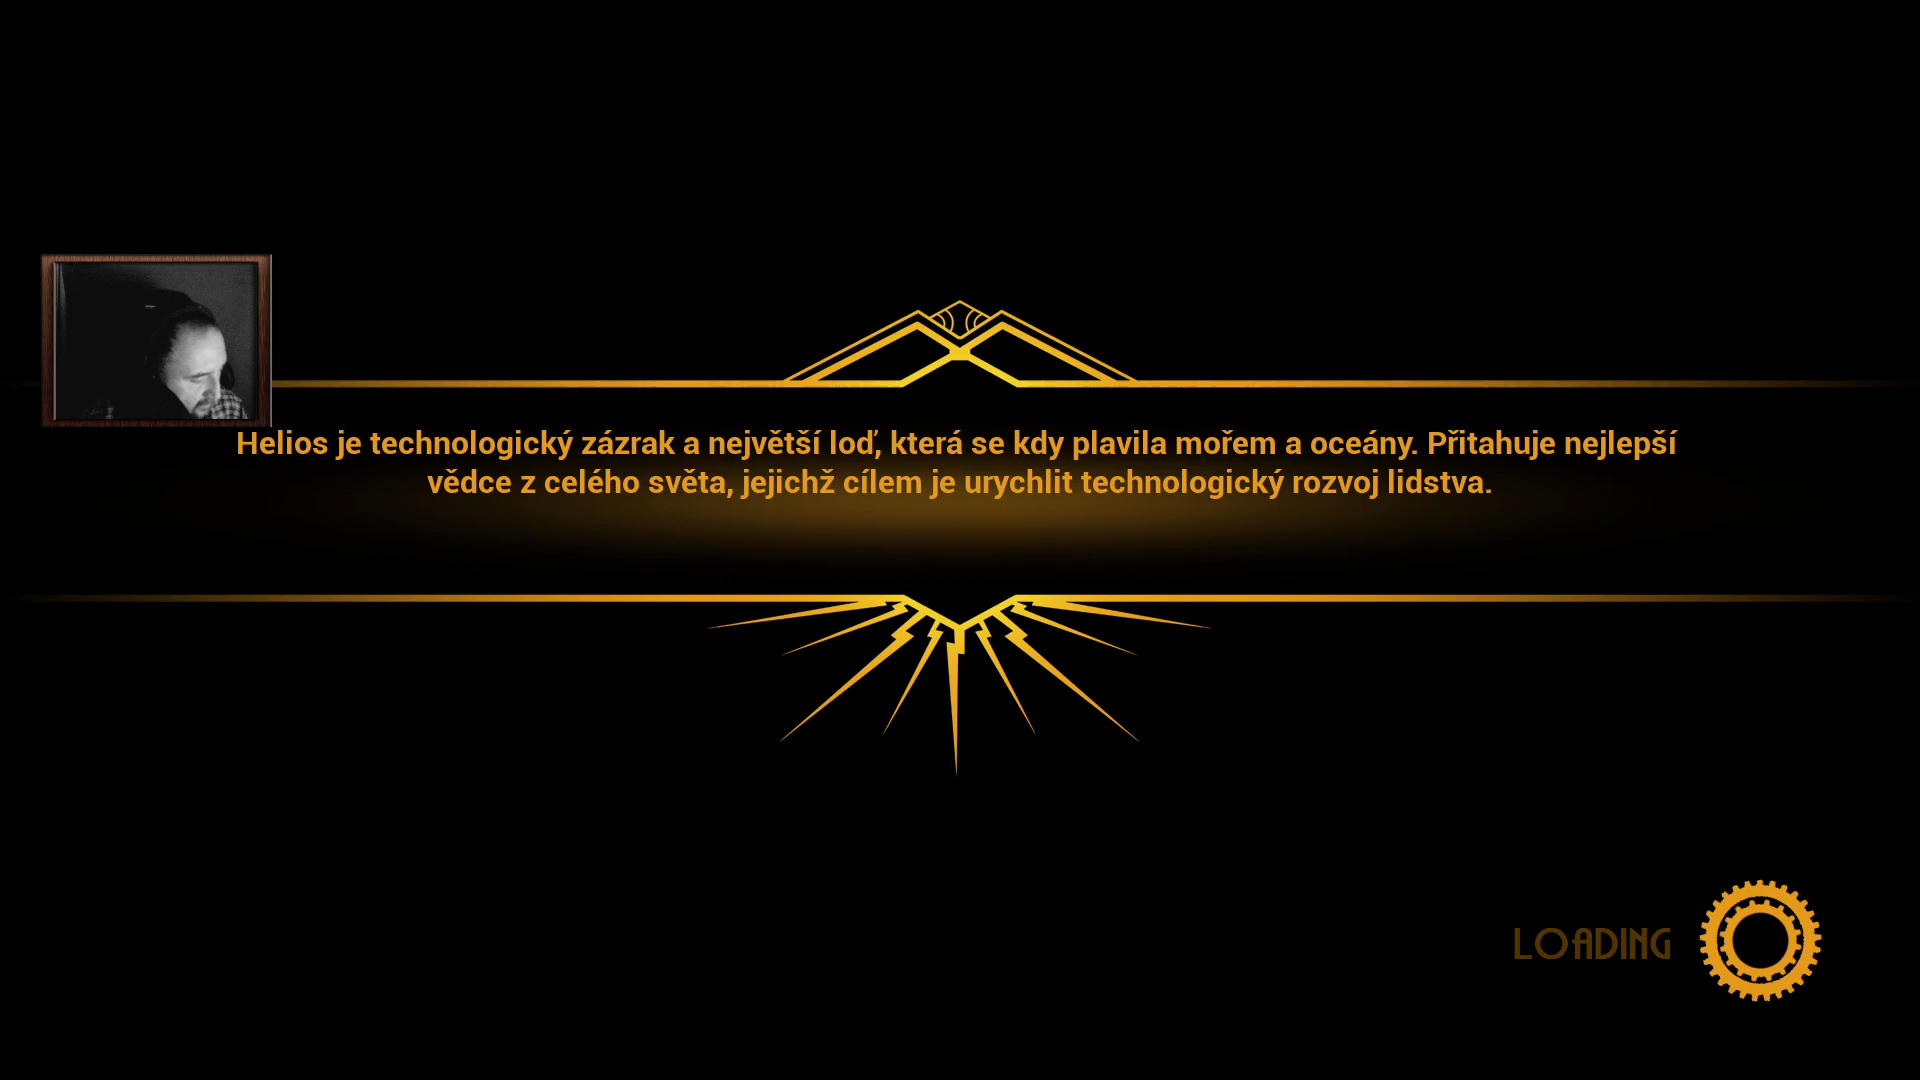 Helios je technologický zázrak a největší loď, která se kdy plavila mořem a oceány. Přitahuje nejlepší
vědce z celého světa, jejichž cílem je urychlit technologický rozvoj lidstva.
LOADING